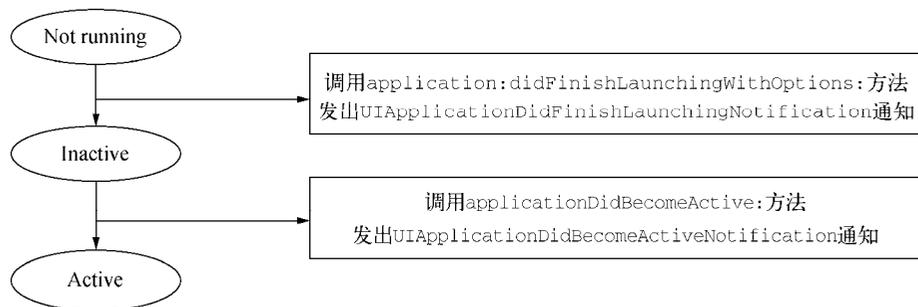 Not running
调用application:didFinishLaunchingWithOptions:方法
发出UIApplicationDidFinishLaunchingNotification通知
Inactive
调用applicationDidBecomeActive:方法
发出UIApplicationDidBecomeActiveNotification通知
Active